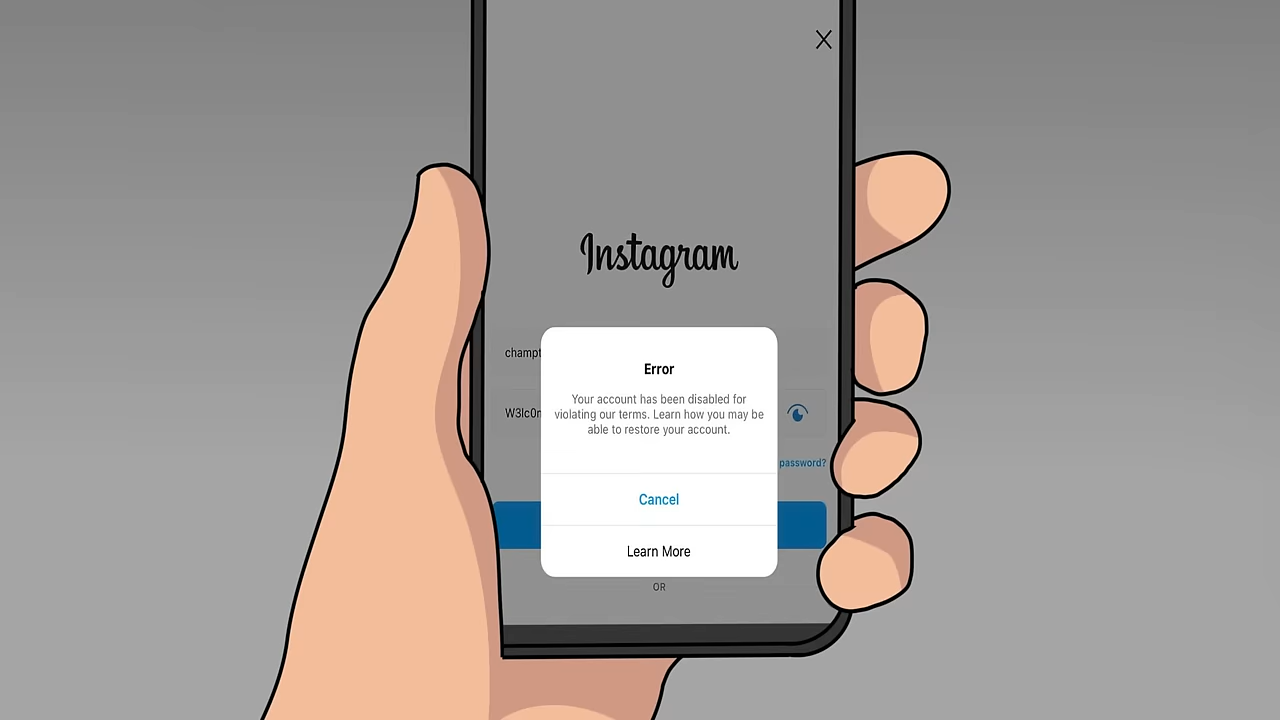 Instagram
champt
Error
Your account has been disabled for
violating our terms. Learn how you may be
able to restore your account.
password?
Cancel
Learn More
OR